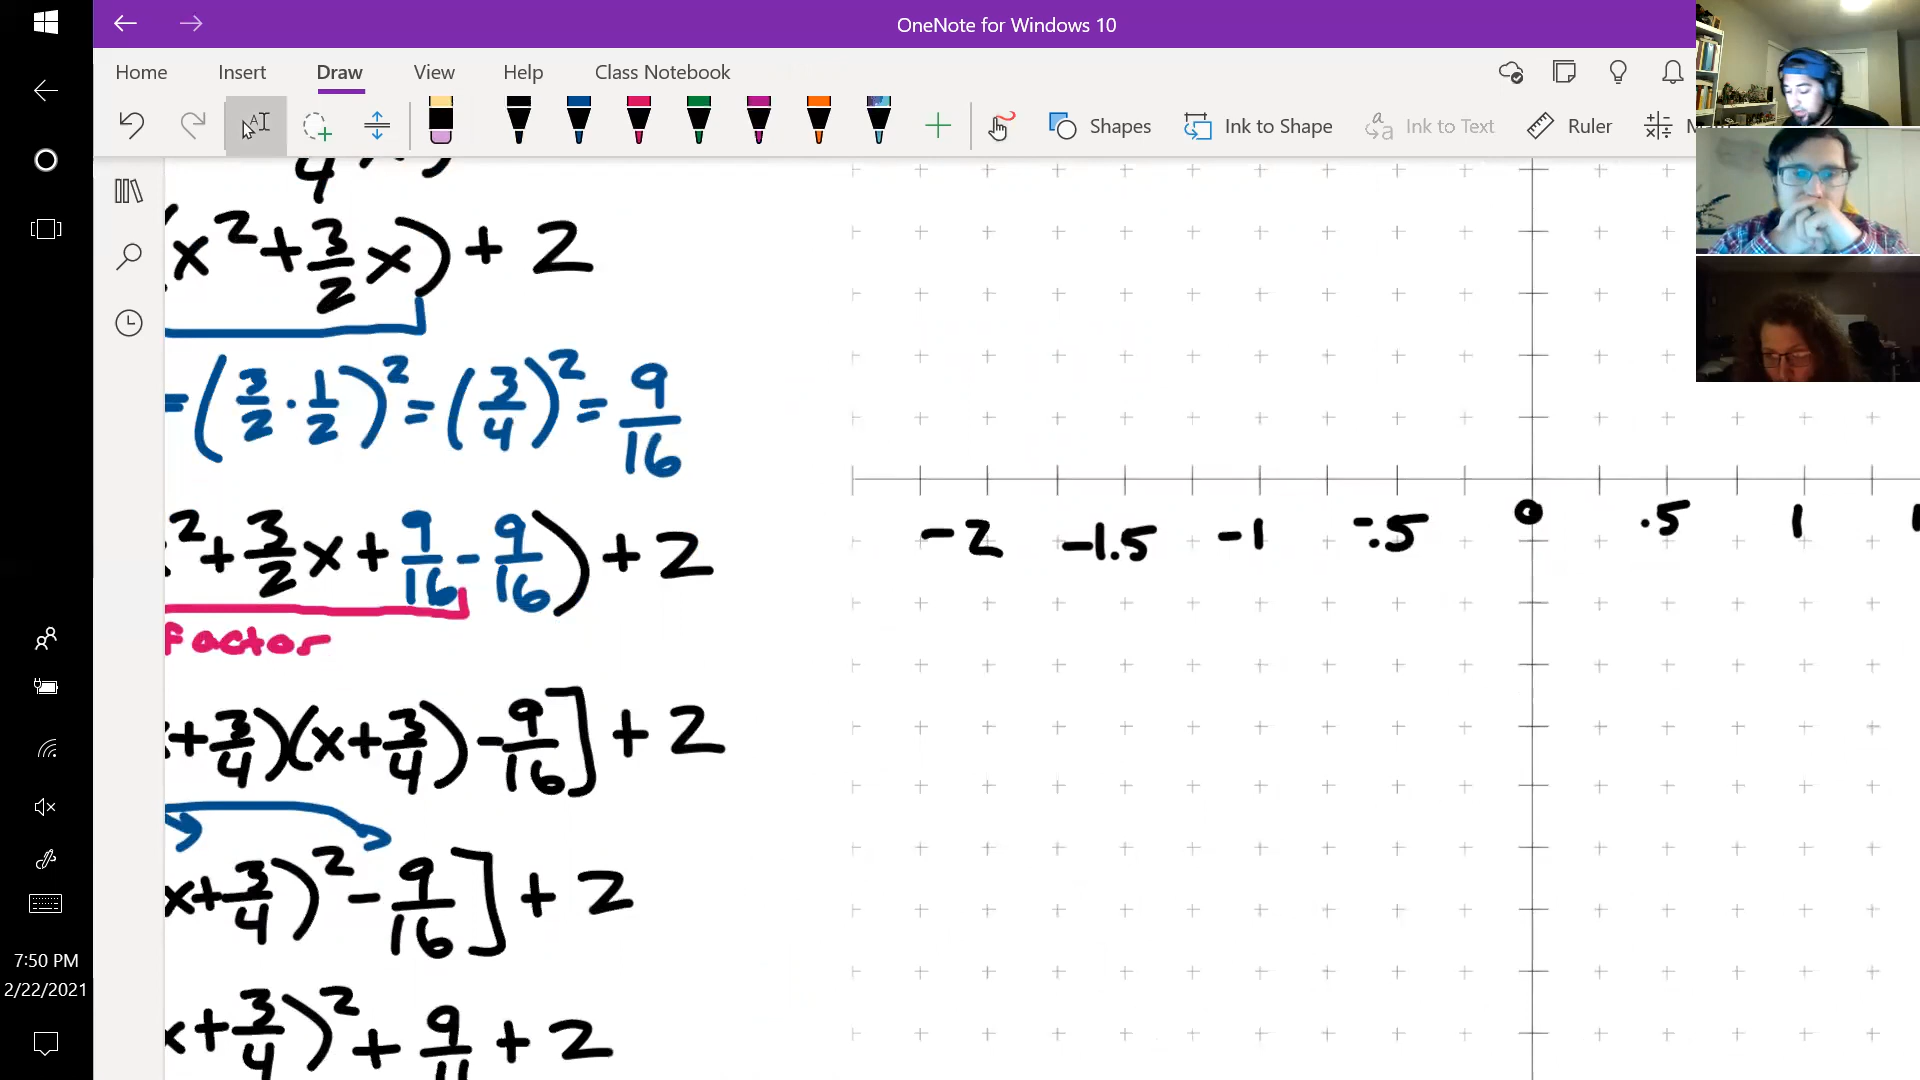 OneNote for Windows 10
Home Insert Draw View Help Class Notebook
Shapes Ink to Shape Ink to Text Ruler
x² + 3/2 x) + 2
= (3/2 · 1/2)² = (3/4)² = 9/16
² + 3/2 x + 9/16 - 9/16) + 2
Factor
+ 3/4)(x + 3/4) - 9/16] + 2
x + 3/4)² - 9/16] + 2
x + 3/4)² + 9/ + 2
-2 -1.5 -1 -.5 0 .5 1
7:50 PM
2/22/2021